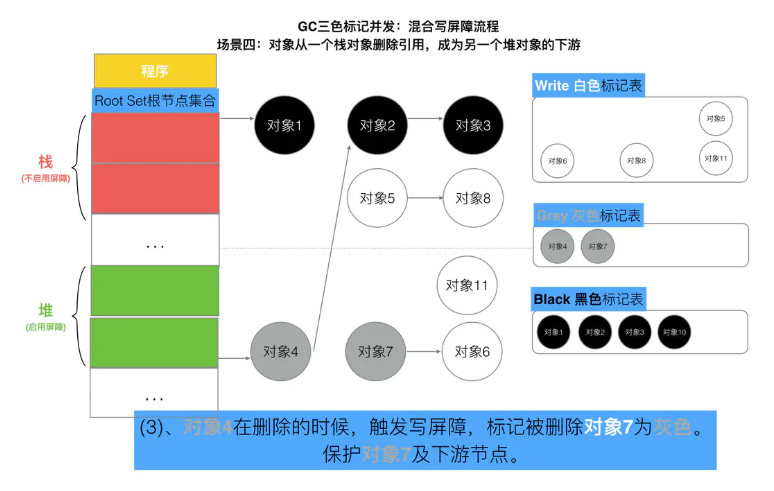 GC三色标记并发：混合写屏障流程
场景四：对象从一个栈对象删除引用，成为另一个堆对象的下游
程序
Root Set根节点集合
栈
(不启用屏障)
...
堆
(启用屏障)
...
对象1
对象2
对象3
对象5
对象8
对象11
对象4
对象7
对象6
Write 白色标记表
对象5
对象6
对象8
对象11
Gray 灰色标记表
对象4
对象7
Black 黑色标记表
对象1
对象2
对象3
对象10
(3)、对象4在删除的时候，触发写屏障，标记被删除对象7为灰色。
保护对象7及下游节点。